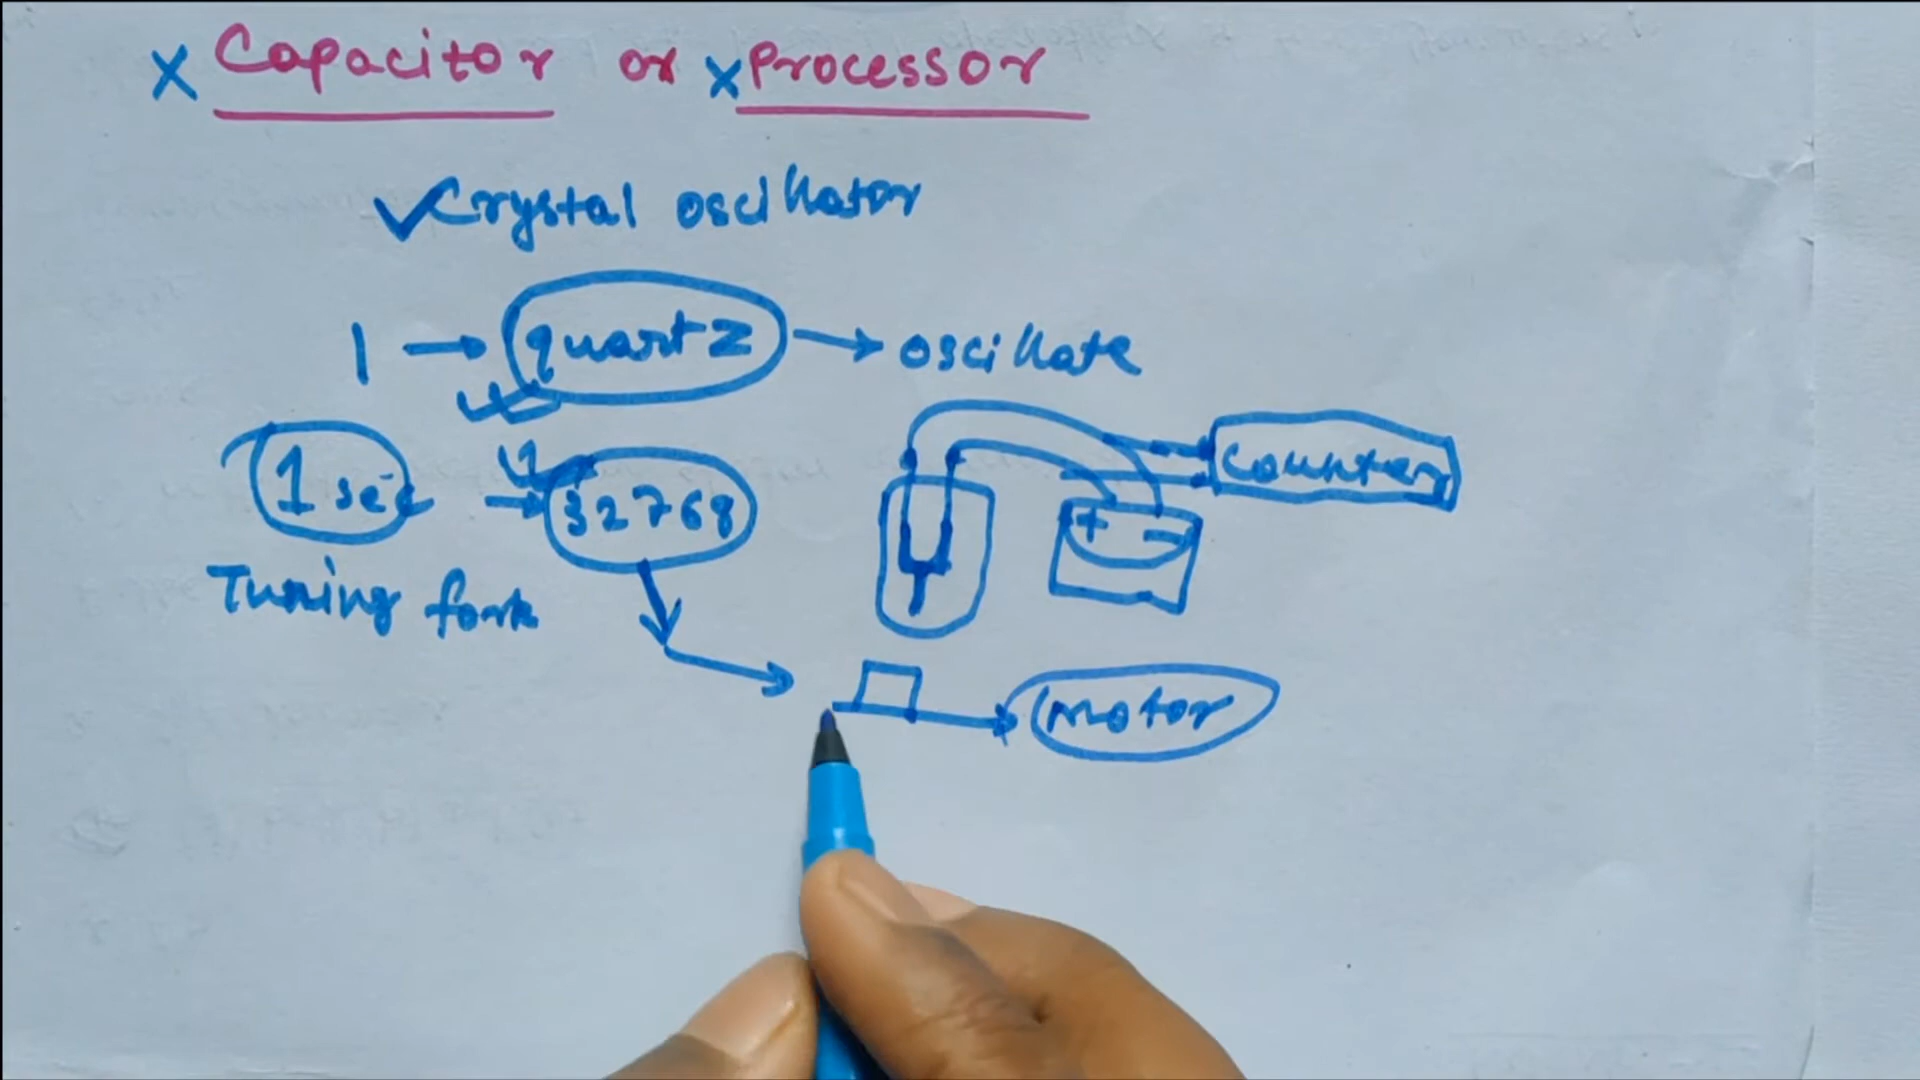 x Capacitor or x Processor
✓ Crystal oscillator
1 → quartz → oscillate
Counter
1 sec → 32768
+ -
Tuning fork
Motor